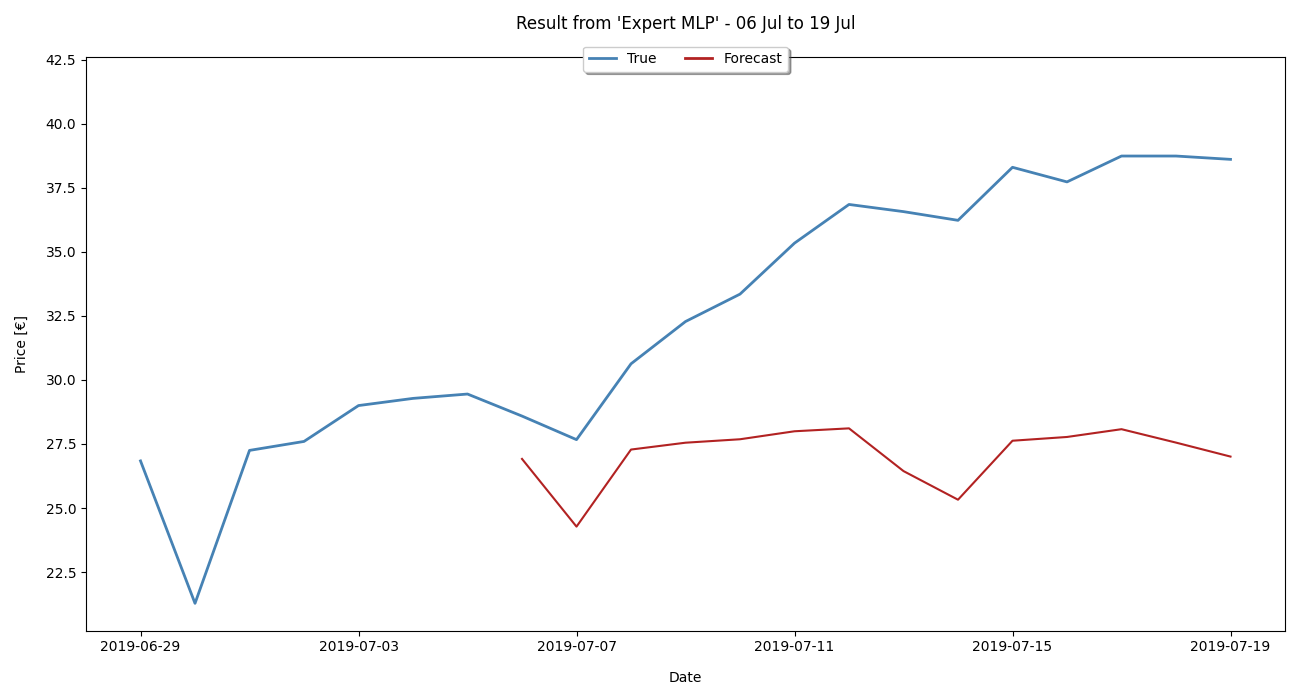 Result from 'Expert MLP' - 06 Jul to 19 Jul
True Forecast
42.5
40.0
37.5
35.0
32.5
30.0
27.5
25.0
22.5
Price [€]
2019-06-29 2019-07-03 2019-07-07 2019-07-11 2019-07-15 2019-07-19
Date